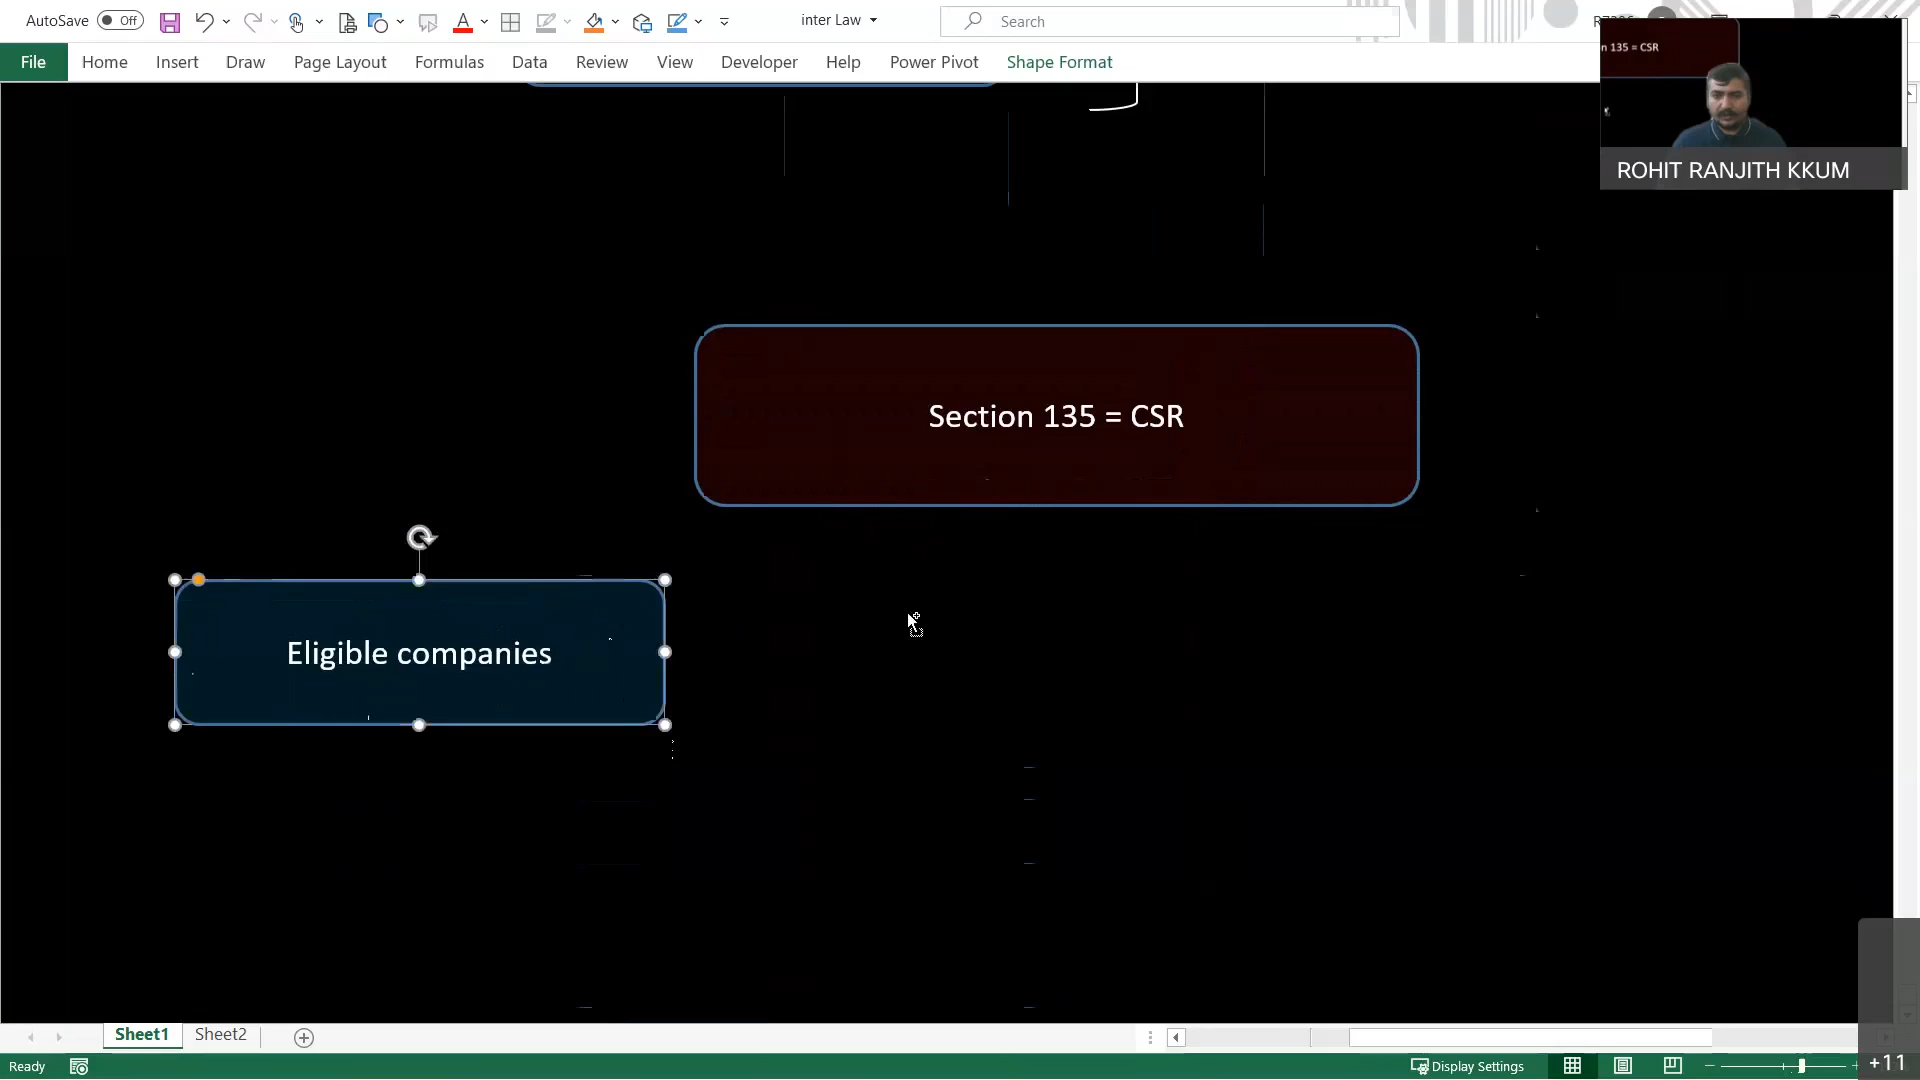 AutoSave Off inter Law Search
File Home Insert Draw Page Layout Formulas Data Review View Developer Help Power Pivot Shape Format
n 135 = CSR
ROHIT RANJITH KKUM
Section 135 = CSR
Eligible companies
Sheet1 Sheet2
Ready Display Settings
+11